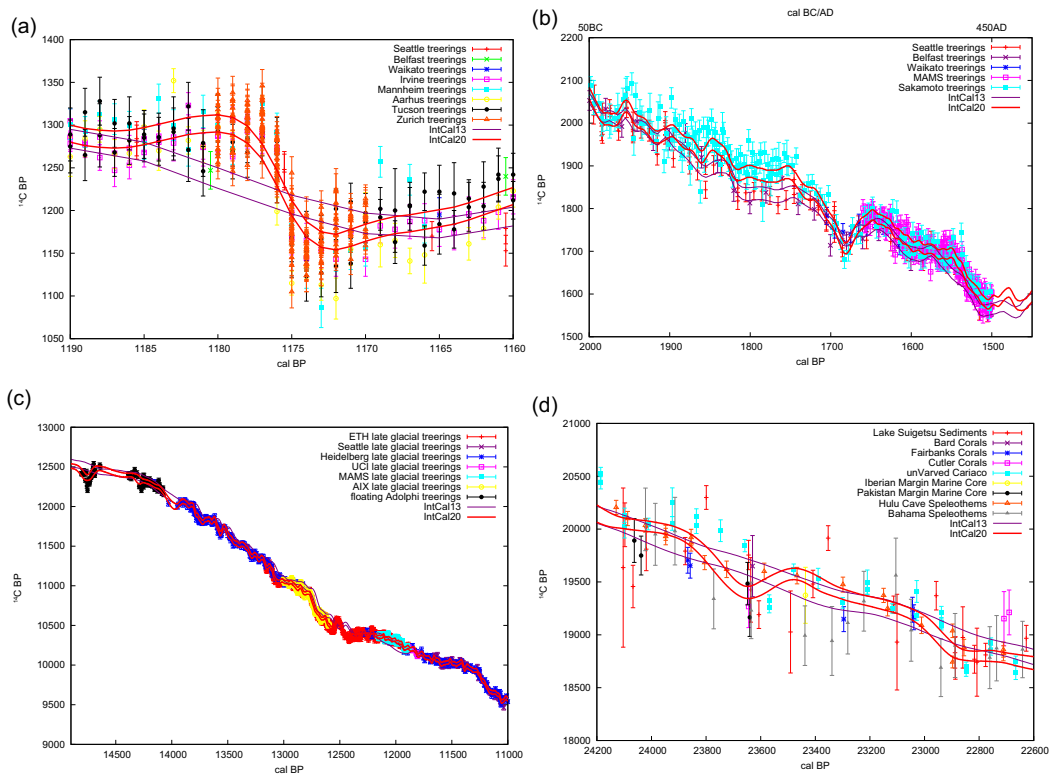 (a)
1400
1350
1300
1250
1200
1150
1100
1050
1190
1185
1180
1175
1170
1165
1160
¹⁴C BP
cal BP
Seattle treerings
Belfast treerings
Waikato treerings
Irvine treerings
Mannheim treerings
Aarhus treerings
Tucson treerings
Zurich treerings
IntCal13
IntCal20
(b)
cal BC/AD
50BC
450AD
2200
2100
2000
1900
1800
1700
1600
1500
2000
1900
1800
1700
1600
1500
¹⁴C BP
cal BP
Seattle treerings
Belfast treerings
Waikato treerings
MAMS treerings
Sakamoto treerings
IntCal13
IntCal20
(c)
13000
12500
12000
11500
11000
10500
10000
9500
9000
14500
14000
13500
13000
12500
12000
11500
11000
¹⁴C BP
cal BP
ETH late glacial treerings
Seattle late glacial treerings
Heidelberg late glacial treerings
UCI late glacial treerings
MAMS late glacial treerings
AIX late glacial treerings
floating Adolphi treerings
IntCal13
IntCal20
(d)
21000
20500
20000
19500
19000
18500
18000
24200
24000
23800
23600
23400
23200
23000
22800
22600
¹⁴C BP
cal BP
Lake Suigetsu Sediments
Bard Corals
Fairbanks Corals
Cutler Corals
unVarved Cariaco
Iberian Margin Marine Core
Pakistan Margin Marine Core
Hulu Cave Speleothems
Bahama Speleothems
IntCal13
IntCal20